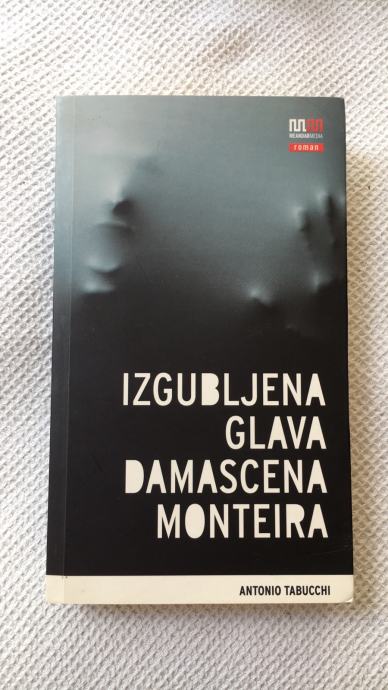 MEANDARMEDIA
roman
IZGUBLJENA
GLAVA
DAMASCENA
MONTEIRA
ANTONIO TABUCCHI